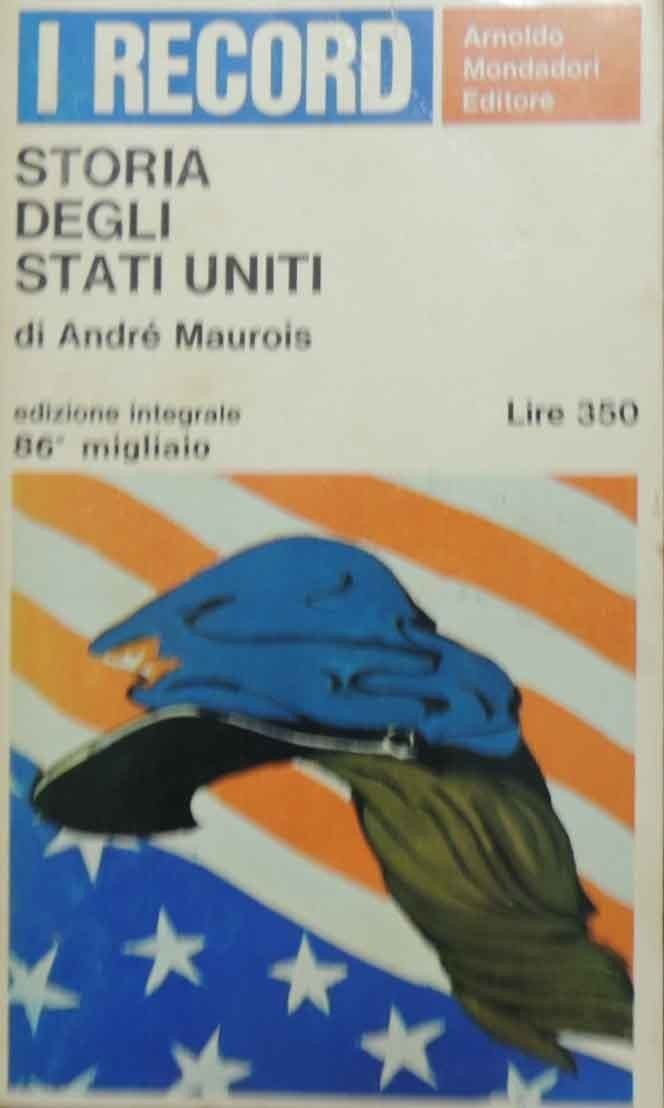 I RECORD
Arnoldo
Mondadori
Editore
STORIA
DEGLI
STATI UNITI
di André Maurois
edizione integrale
Lire 350
86° migliaio